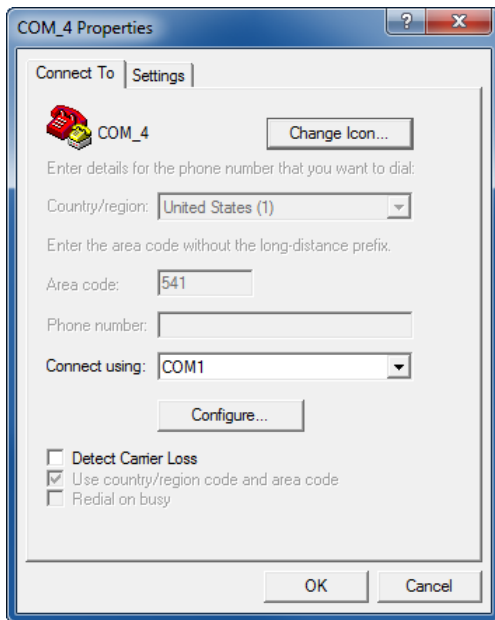 COM_4 Properties
?
X
Connect To
Settings
COM_4
Change Icon...
Enter details for the phone number that you want to dial:
Country/region: United States (1)
Enter the area code without the long-distance prefix.
Area code: 541
Phone number:
Connect using: COM1
Configure...
Detect Carrier Loss
Use country/region code and area code
Redial on busy
OK Cancel